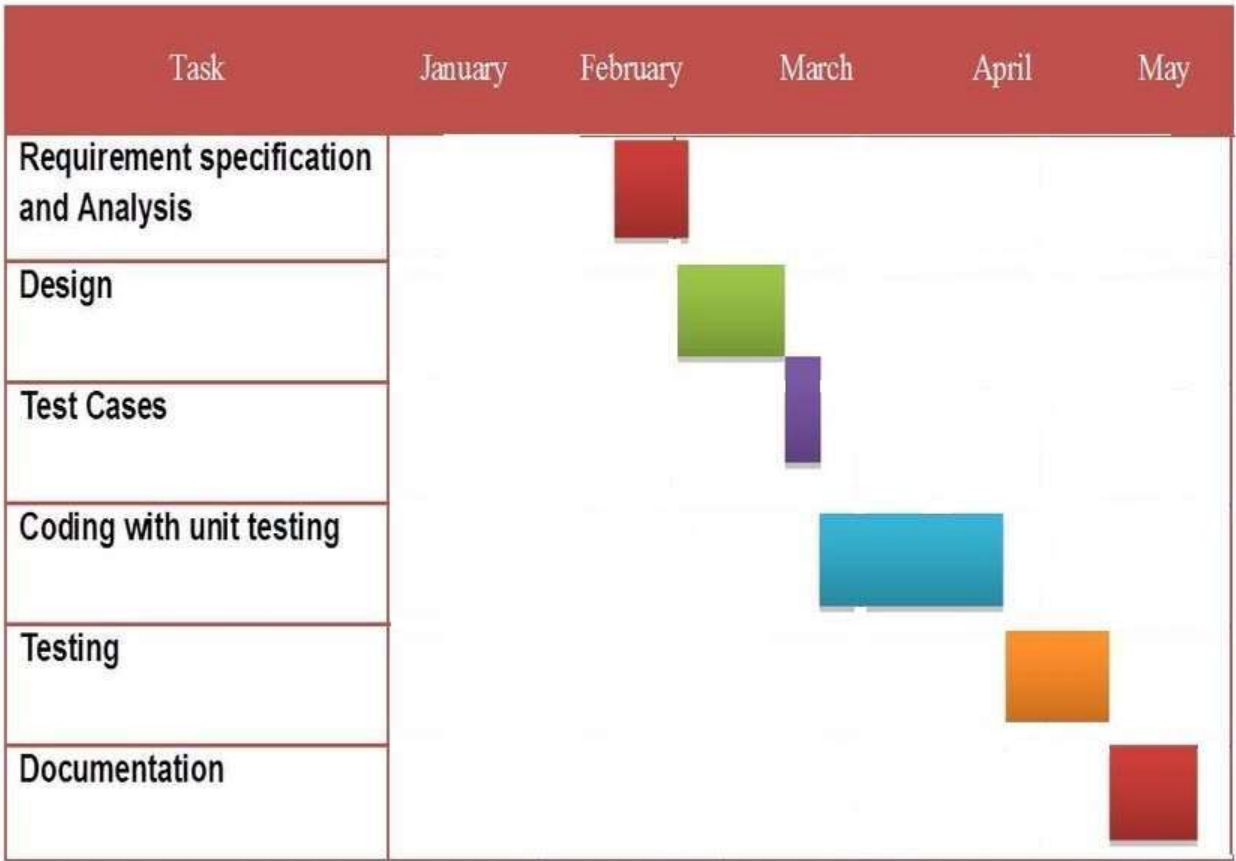 Task January February March April May
Requirement specification
and Analysis
Design
Test Cases
Coding with unit testing
Testing
Documentation